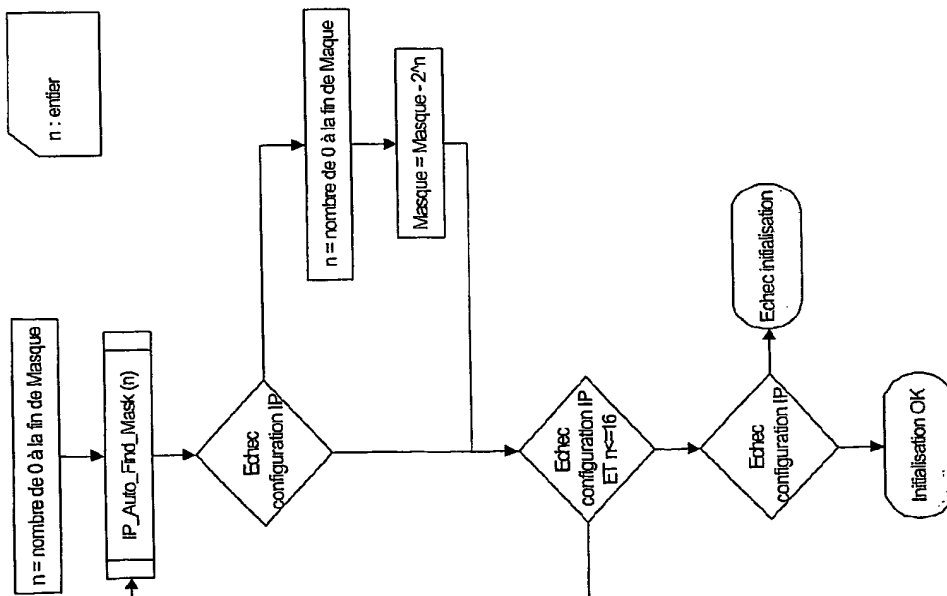 n : entier
n = nombre de 0 à la fin de Masque
IP_Auto_Find_Mask (n)
Echec
configuration IP
n = nombre de 0 à la fin de Maque
Masque = Masque - 2^n
Echec
configuration IP
ET n<=16
Echec
configuration IP
Echec initialisation
Initialisation OK